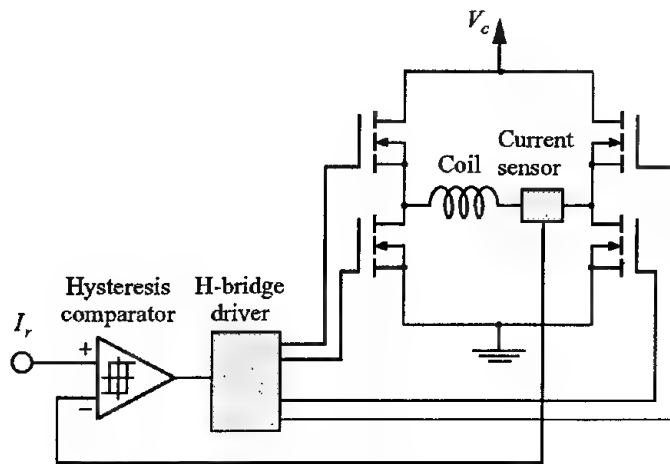 V_c
Current
sensor
Coil
Hysteresis
comparator
H-bridge
driver
I_r
+
−